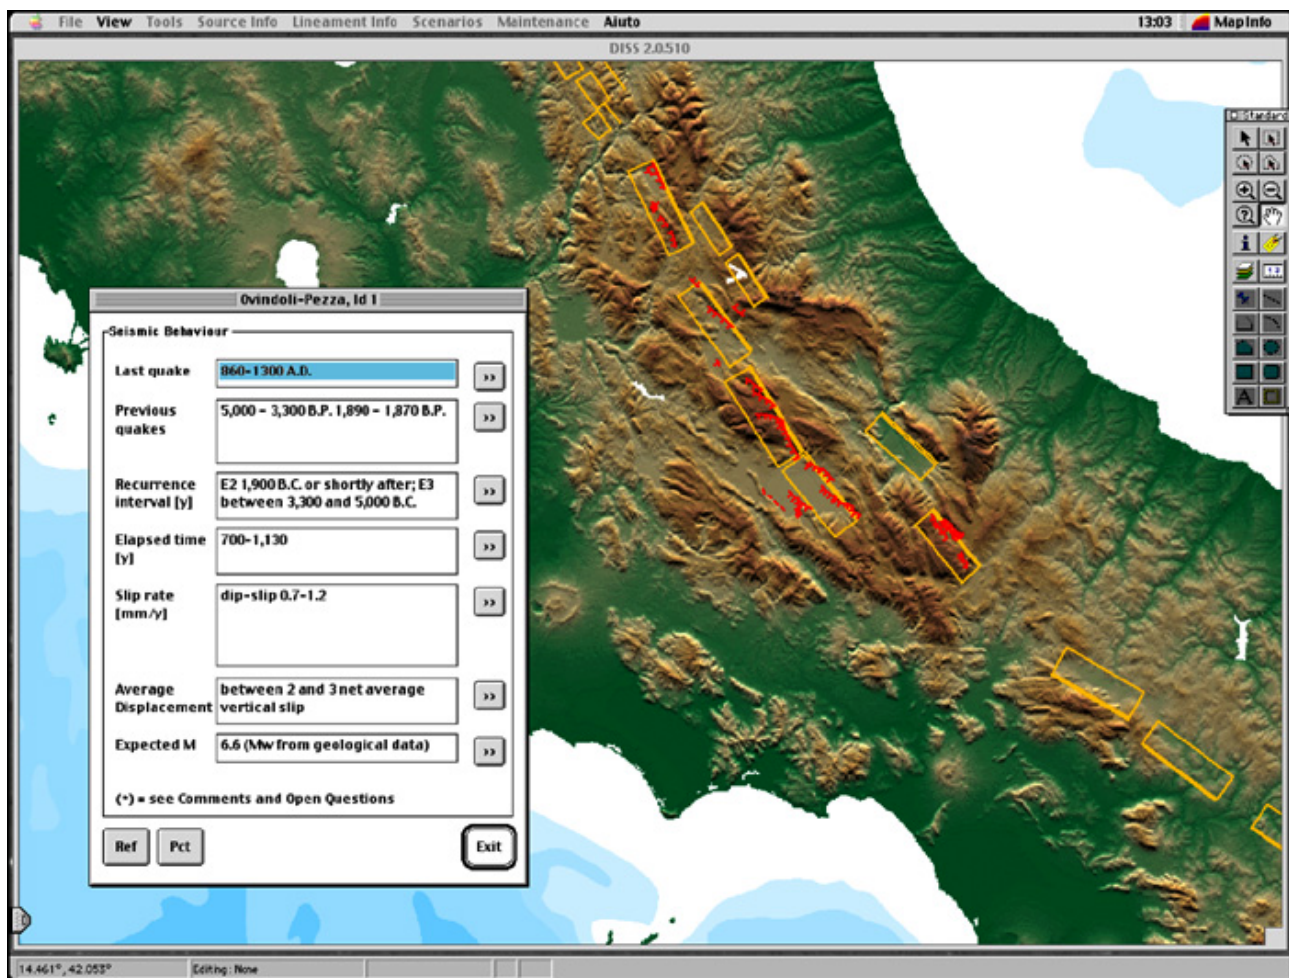 File View Tools Source Info Lineament Info Scenarios Maintenance Aiuto 13:03 MapInfo
DISS 2.0.510
Standard
Ovindoli-Pezza, Id 1
Seismic Behaviour
Last quake 860-1300 A.D. >>
Previous quakes 5,000 - 3,300 B.P. 1,890 - 1,870 B.P. >>
Recurrence interval [y] E2 1,900 B.C. or shortly after; E3
between 3,300 and 5,000 B.C. >>
Elapsed time [y] 700-1,130 >>
Slip rate [mm/y] dip-slip 0.7-1.2 >>
Average Displacement between 2 and 3 net average
vertical slip >>
Expected M 6.6 (Mw from geological data) >>
(*) = see Comments and Open Questions
Ref Pct Exit
14.461°, 42.053° Editing: None